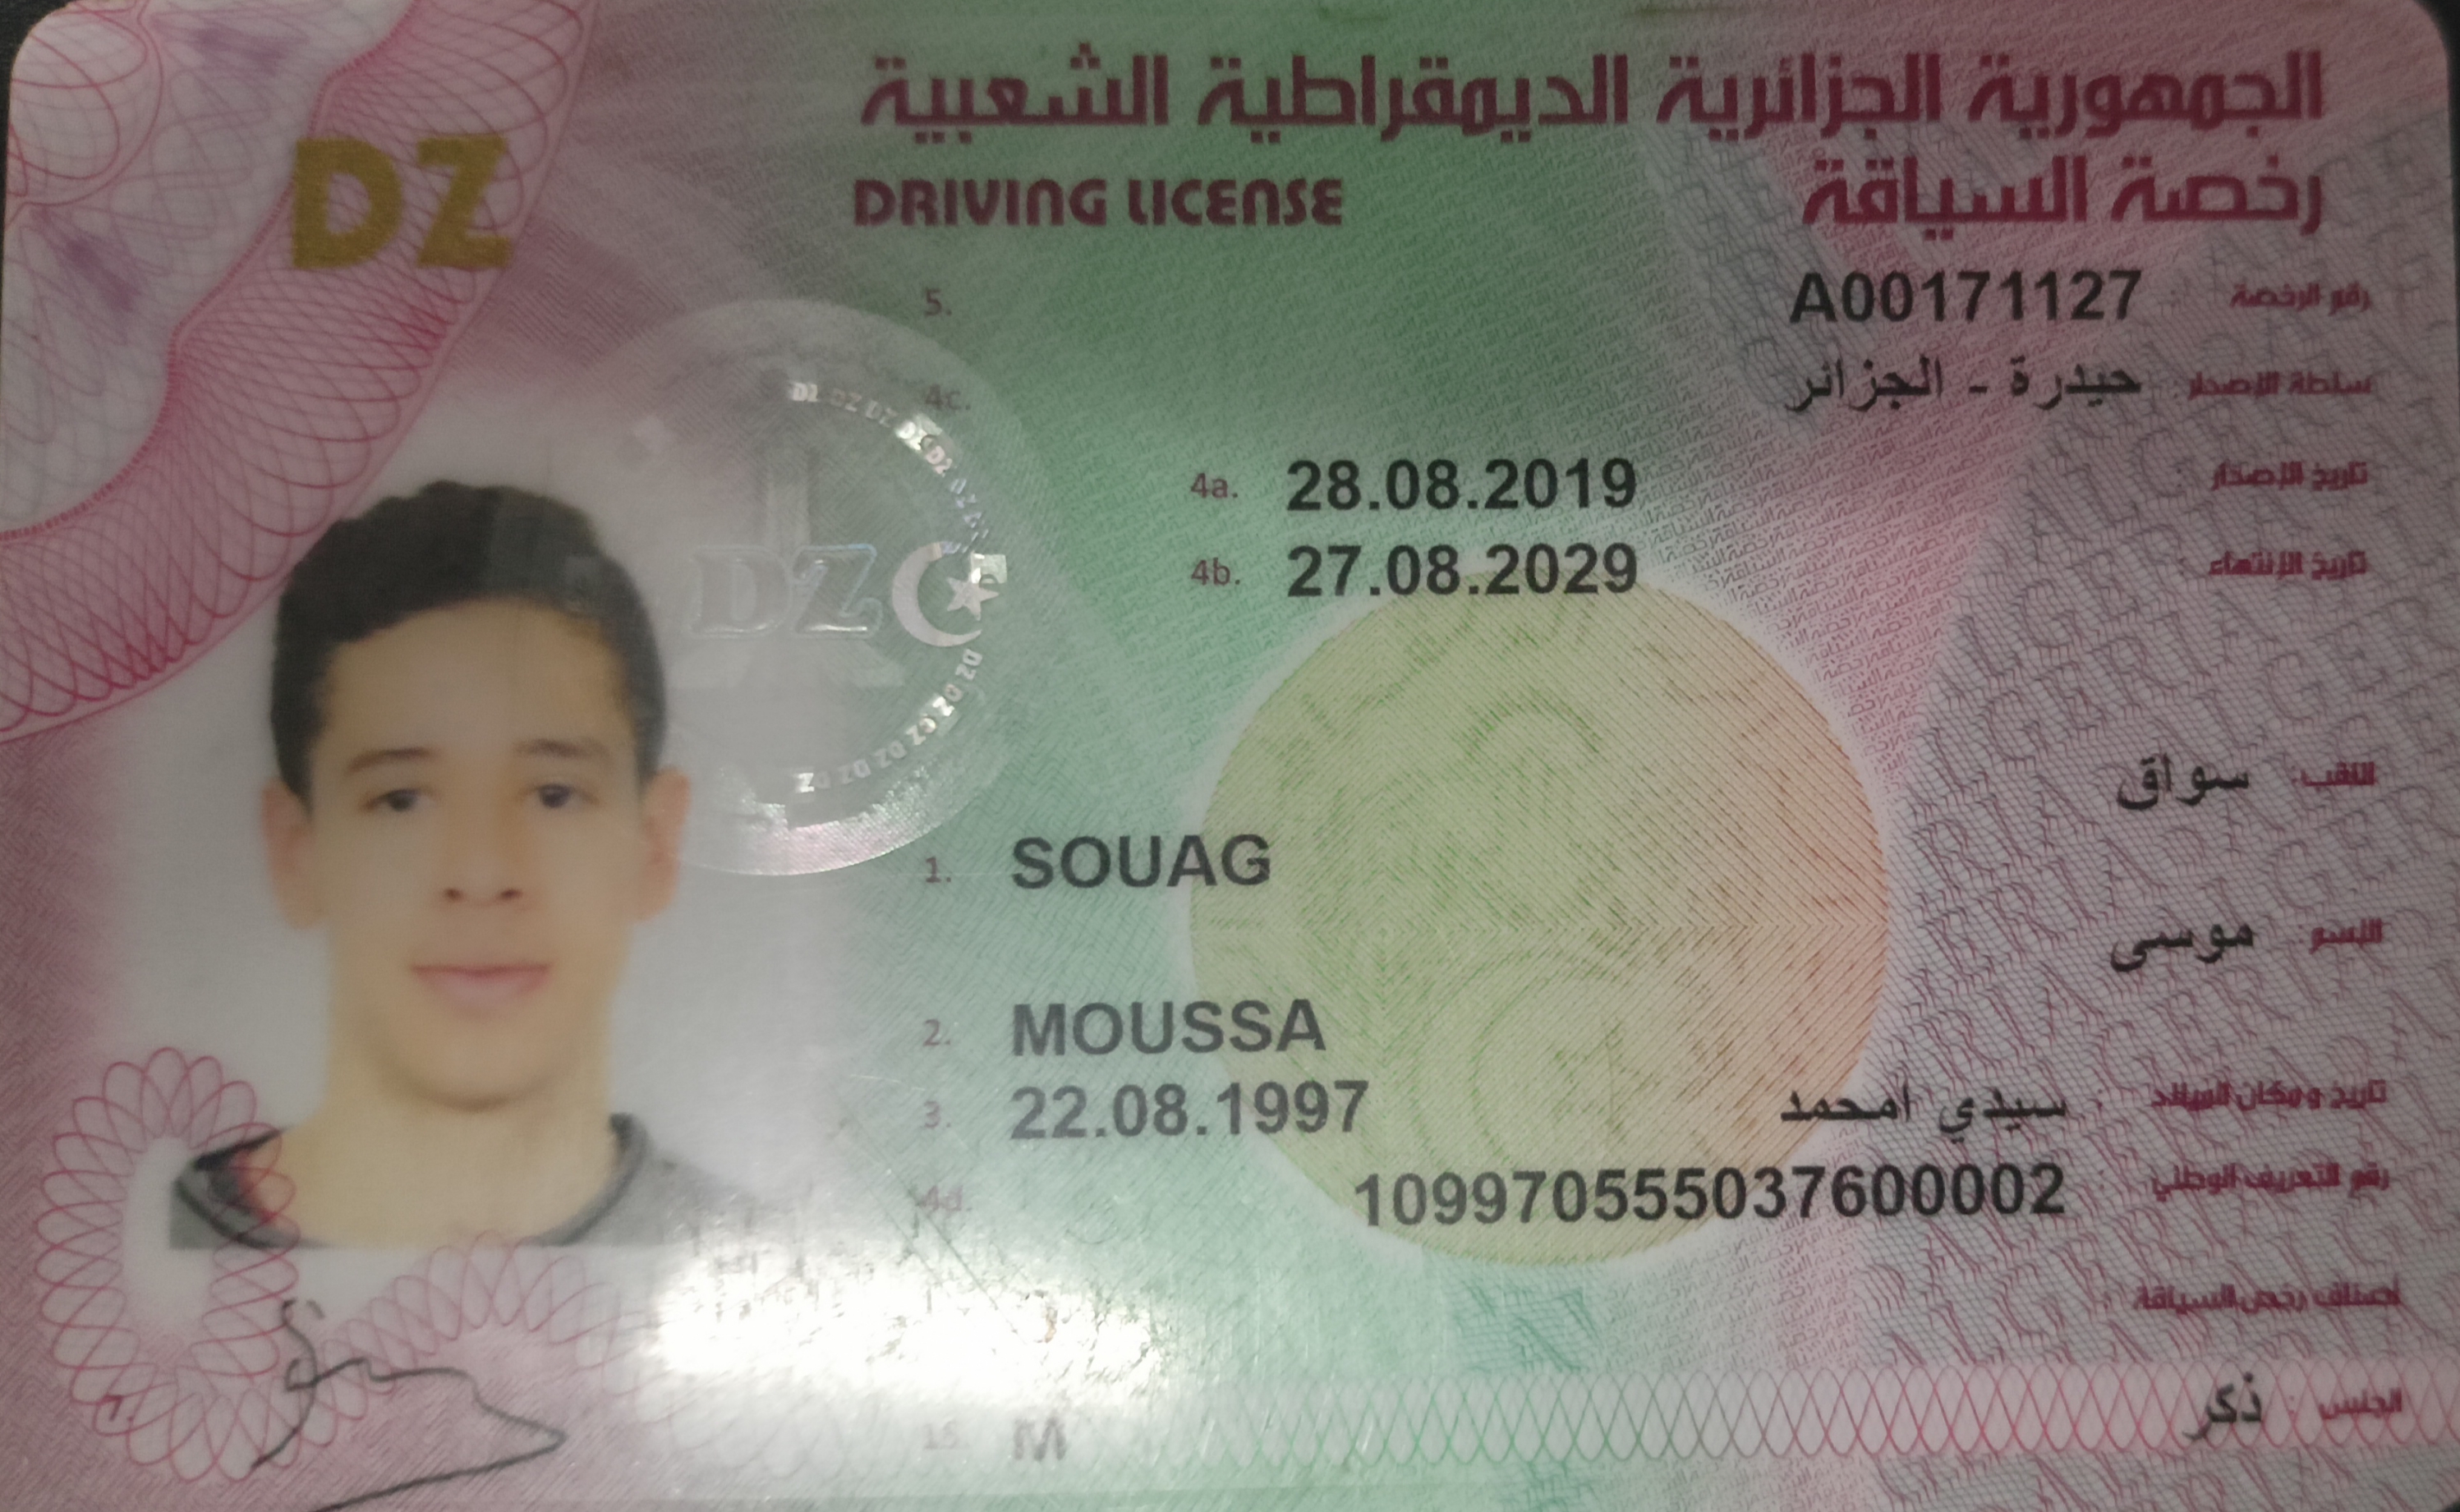 الجمهورية الجزائرية الديمقراطية الشعبية
DZ
DRIVING LICENSE رخصة السياقة
5. A00171127 رقم الرخصة :
4c. حيدرة - الجزائر سلطة الإصدار :
4a. 28.08.2019 تاريخ الإصدار :
4b. 27.08.2029 تاريخ الإنتهاء :
DZ
اللقب : سواق
1. SOUAG
الإسم : موسى
2. MOUSSA
3. 22.08.1997 تاريخ و مكان الميلاد : سيدي امحمد
4d. 109970555037600002 رقم التعريف الوطني :
أصناف رخص السياقة :
7.
15. M الجنس : ذكر